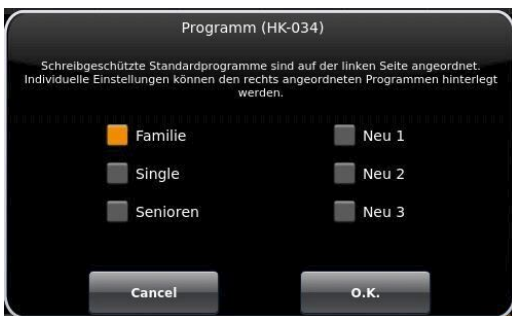 Programm (HK-034)
Schreibgeschützte Standardprogramme sind auf der linken Seite angeordnet.
Individuelle Einstellungen können den rechts angeordneten Programmen hinterlegt
werden.
Familie
Neu 1
Single
Neu 2
Senioren
Neu 3
Cancel
O.K.